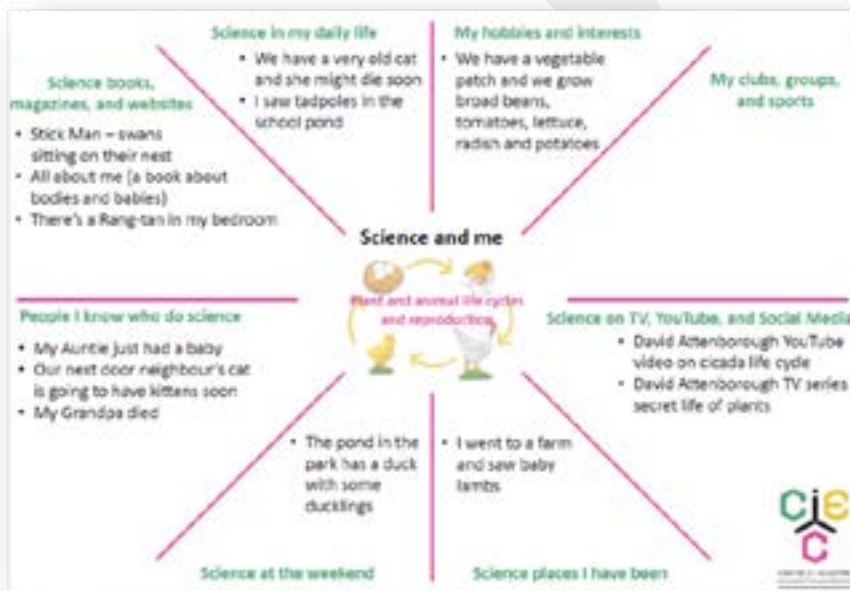 Science in my daily life
• We have a very old cat
and she might die soon
• I saw tadpoles in the
school pond
My hobbies and interests
• We have a vegetable
patch and we grow
broad beans,
tomatoes, lettuce,
radish and potatoes
My clubs, groups,
and sports
Science books,
magazines, and websites
• Stick Man – swans
sitting on their nest
• All about me (a book about
bodies and babies)
• There's a Rang-tan in my bedroom
Science and me
Plant and animal life cycles
and reproduction
People I know who do science
• My Auntie just had a baby
• Our next door neighbour's cat
is going to have kittens soon
• My Grandpa died
Science on TV, YouTube, and Social Media
• David Attenborough YouTube
video on cicada life cycle
• David Attenborough TV series
secret life of plants
• The pond in the
park has a duck
with some
ducklings
• I went to a farm
and saw baby
lambs
Science at the weekend
Science places I have been
CIEC